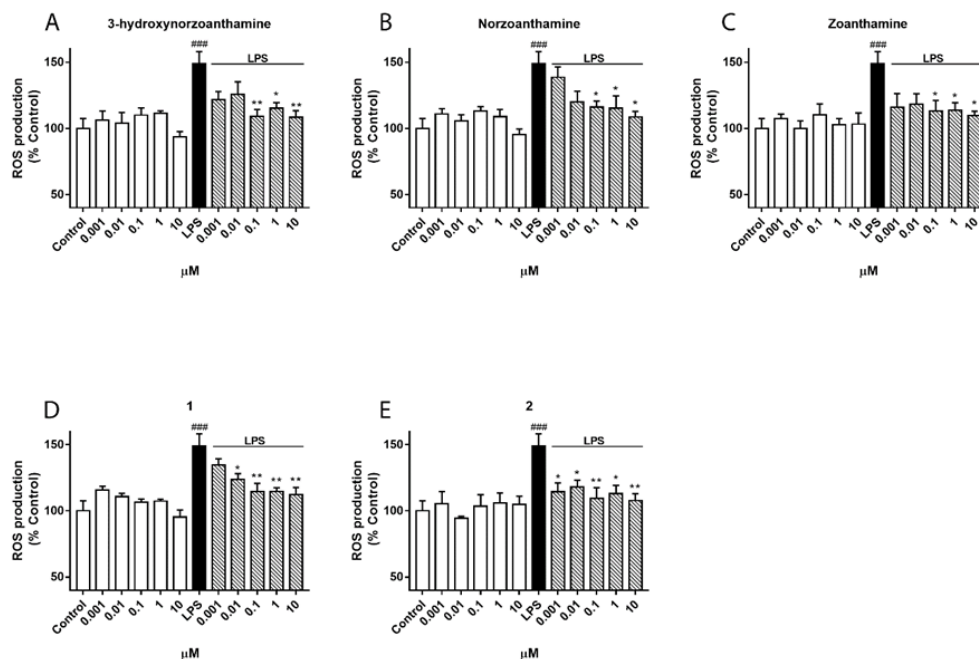 A
3-hydroxynorzoanthamine
###
LPS
**
*
**
150
100
50
ROS production
(% Control)
Control
0.001
0.01
0.1
1
10
LPS
0.001
0.01
0.1
1
10
μM
B
Norzoanthamine
###
LPS
*
*
*
150
100
50
ROS production
(% Control)
Control
0.001
0.01
0.1
1
10
LPS
0.001
0.01
0.1
1
10
μM
C
Zoanthamine
###
LPS
*
*
*
150
100
50
ROS production
(% Control)
Control
0.001
0.01
0.1
1
10
LPS
0.001
0.01
0.1
1
10
μM
D
1
###
LPS
*
**
**
**
150
100
50
ROS production
(% Control)
Control
0.001
0.01
0.1
1
10
LPS
0.001
0.01
0.1
1
10
μM
E
2
###
LPS
*
*
**
*
**
150
100
50
ROS production
(% Control)
Control
0.001
0.01
0.1
1
10
LPS
0.001
0.01
0.1
1
10
μM